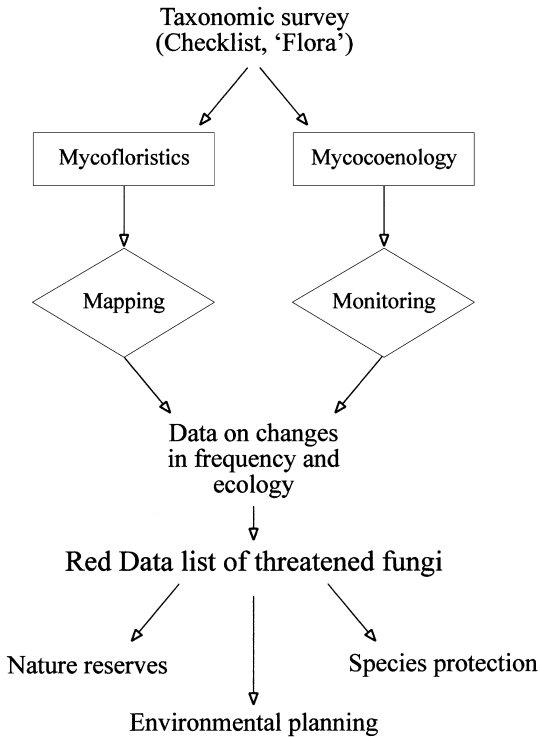 Taxonomic survey
(Checklist, ‘Flora’)
Mycofloristics
Mycocoenology
Mapping
Monitoring
Data on changes
in frequency and
ecology
Red Data list of threatened fungi
Nature reserves
Species protection
Environmental planning